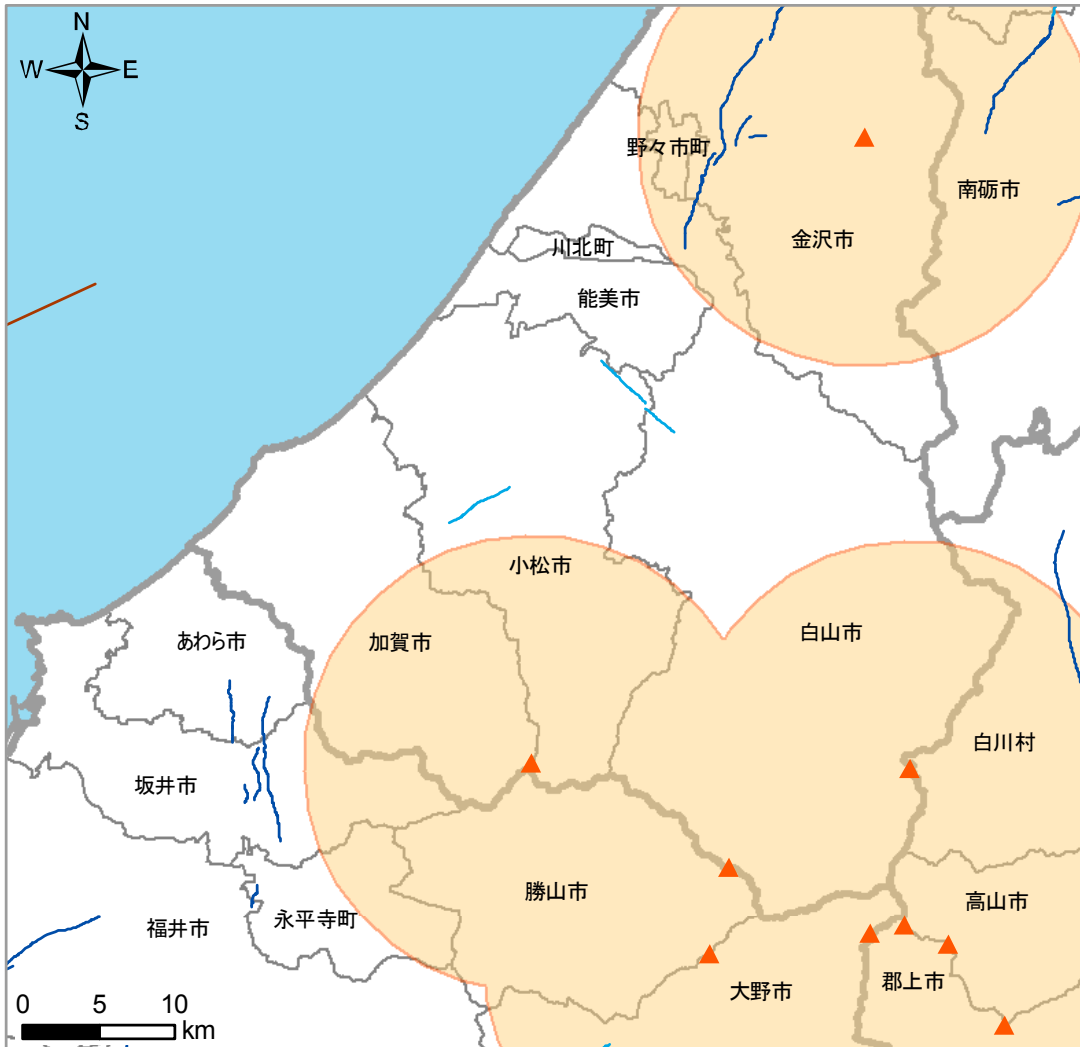 N
W E
S
野々市町
南砺市
金沢市
川北町
能美市
小松市
あわら市
加賀市
白山市
白川村
坂井市
勝山市
高山市
永平寺町
福井市
郡上市
大野市
0 5 10
km